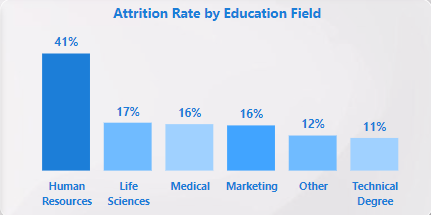 Attrition Rate by Education Field
41%
17%
16%
16%
12%
11%
Human
Resources
Life
Sciences
Medical
Marketing
Other
Technical
Degree